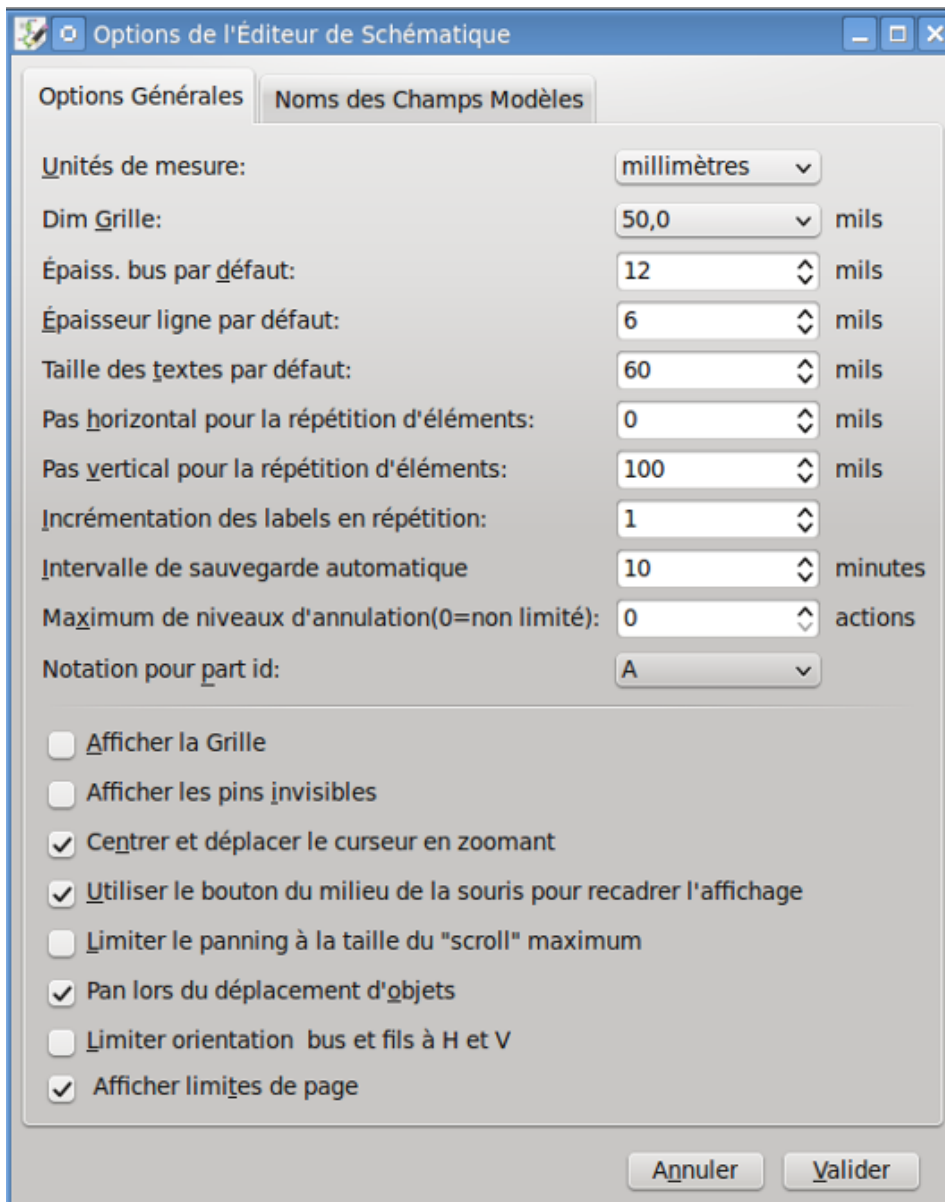 Options de l'Éditeur de Schématique
Options Générales Noms des Champs Modèles
Unités de mesure: millimètres
Dim Grille: 50,0 mils
Épaiss. bus par défaut: 12 mils
Épaisseur ligne par défaut: 6 mils
Taille des textes par défaut: 60 mils
Pas horizontal pour la répétition d'éléments: 0 mils
Pas vertical pour la répétition d'éléments: 100 mils
Incrémentation des labels en répétition: 1
Intervalle de sauvegarde automatique 10 minutes
Maximum de niveaux d'annulation(0=non limité): 0 actions
Notation pour part id: A
Afficher la Grille
Afficher les pins invisibles
Centrer et déplacer le curseur en zoomant
Utiliser le bouton du milieu de la souris pour recadrer l'affichage
Limiter le panning à la taille du "scroll" maximum
Pan lors du déplacement d'objets
Limiter orientation  bus et fils à H et V
Afficher limites de page
Annuler Valider